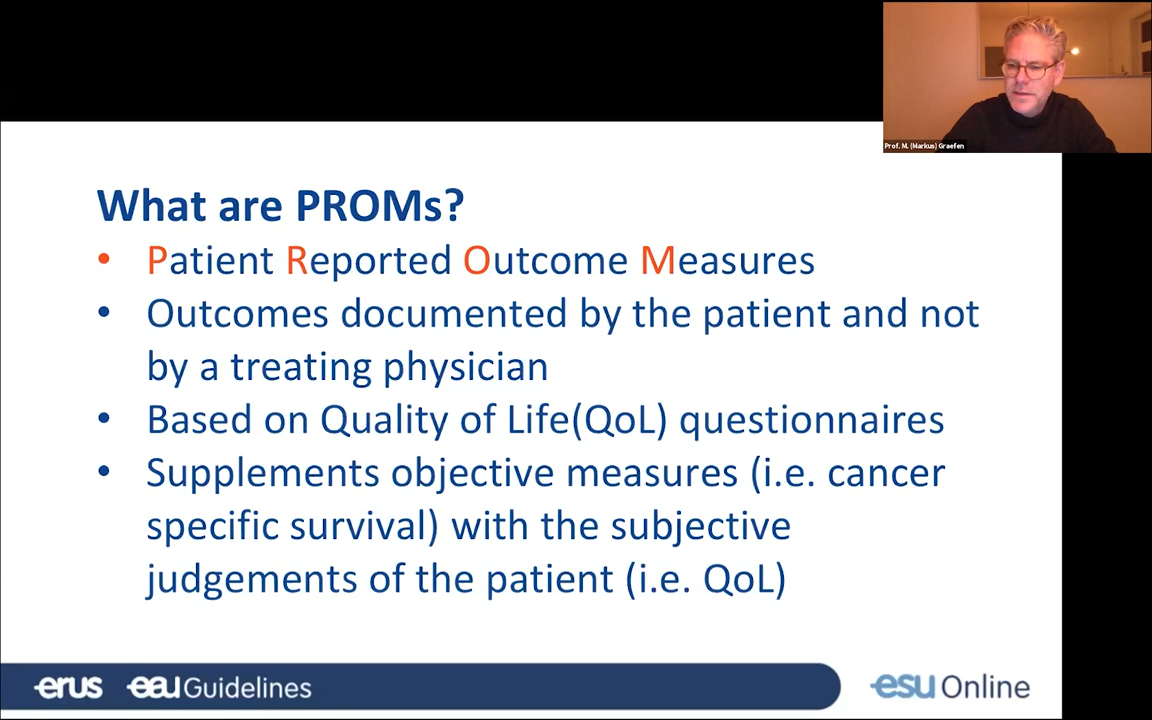 Prof. M. (Markus) Graefen
What are PROMs?
• Patient Reported Outcome Measures
• Outcomes documented by the patient and not
by a treating physician
• Based on Quality of Life(QoL) questionnaires
• Supplements objective measures (i.e. cancer
specific survival) with the subjective
judgements of the patient (i.e. QoL)
erus eau Guidelines
esu Online